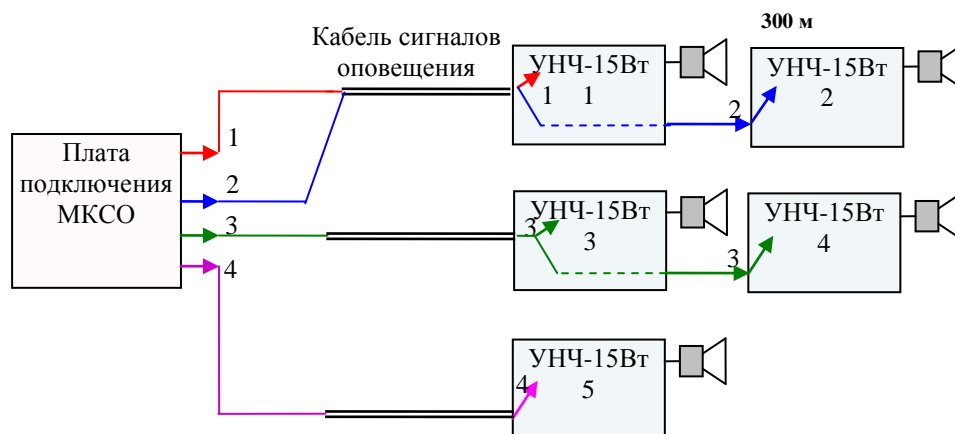 300 м
Кабель сигналов
оповещения
УНЧ-15Вт
1 1
УНЧ-15Вт
2
2
1
Плата
подключения
МКСО
2
3
4
УНЧ-15Вт
3
3
УНЧ-15Вт
4
3
УНЧ-15Вт
4
5